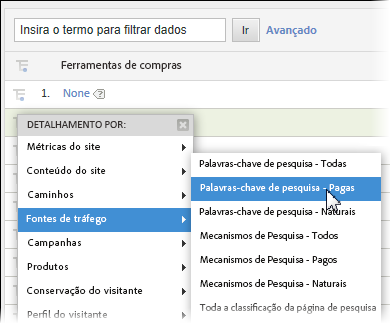 Insira o termo para filtrar dados
Ir
Avançado
Ferramentas de compras
1. None
DETALHAMENTO POR:
Métricas do site
Conteúdo do site
Caminhos
Fontes de tráfego
Campanhas
Produtos
Conservação do visitante
Perfil do visitante
Palavras-chave de pesquisa - Todas
Palavras-chave de pesquisa - Pagas
Palavras-chave de pesquisa - Naturais
Mecanismos de Pesquisa - Todos
Mecanismos de Pesquisa - Pagos
Mecanismos de Pesquisa - Naturais
Toda a classificação da página de pesquisa